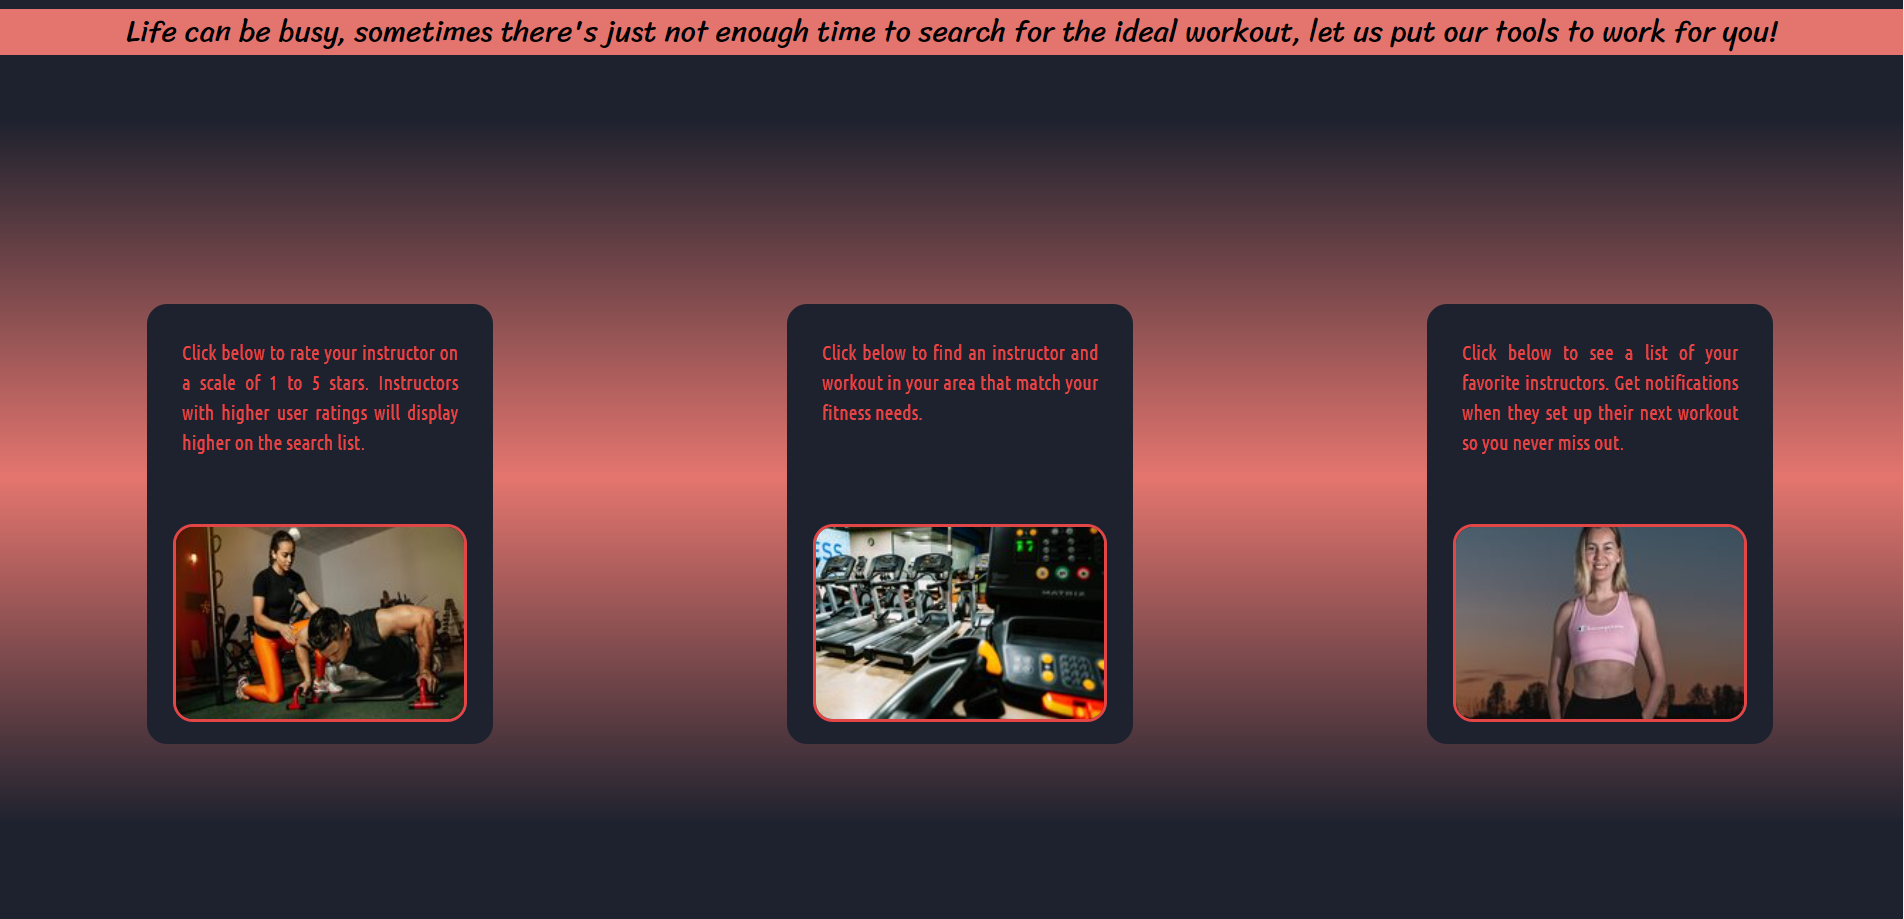 Life can be busy, sometimes there's just not enough time to search for the ideal workout, let us put our tools to work for you!
Click below to rate your instructor on
a scale of 1 to 5 stars. Instructors
with higher user ratings will display
higher on the search list.
Click below to find an instructor and
workout in your area that match your
fitness needs.
ESS
MATRIX
Click below to see a list of your
favorite instructors. Get notifications
when they set up their next workout
so you never miss out.
Champion